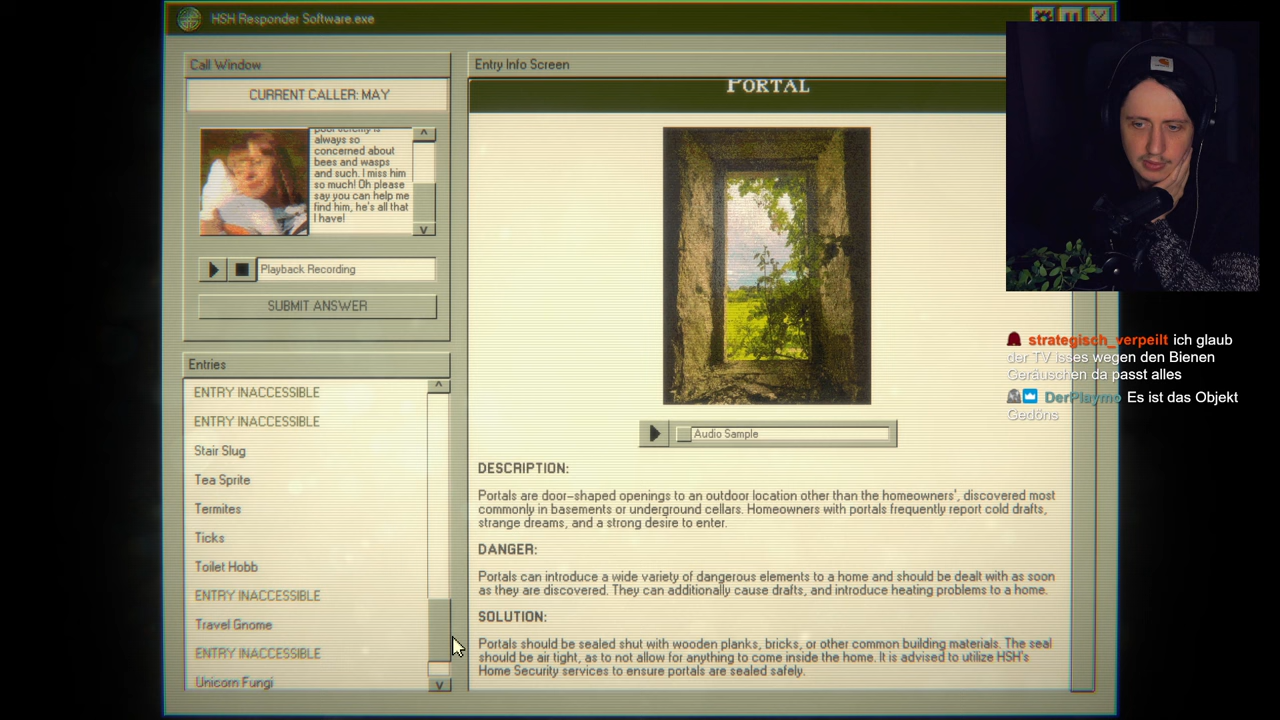 HSH Responder Software.exe
Call Window
CURRENT CALLER: MAY
always so
concerned about
bees and wasps
and such. I miss him
so much! Oh please
say you can help me
find him, he's all that
I have!
Playback Recording
SUBMIT ANSWER
Entries
ENTRY INACCESSIBLE
ENTRY INACCESSIBLE
Stair Slug
Tea Sprite
Termites
Ticks
Toilet Hobb
ENTRY INACCESSIBLE
Travel Gnome
ENTRY INACCESSIBLE
Unicorn Fungi
Entry Info Screen
PORTAL
Audio Sample
DESCRIPTION:
Portals are door-shaped openings to an outdoor location other than the homeowners', discovered most
commonly in basements or underground cellars. Homeowners with portals frequently report cold drafts,
strange dreams, and a strong desire to enter.
DANGER:
Portals can introduce a wide variety of dangerous elements to a home and should be dealt with as soon
as they are discovered. They can additionally cause drafts, and introduce heating problems to a home.
SOLUTION:
Portals should be sealed shut with wooden planks, bricks, or other common building materials. The seal
should be air tight, as to not allow for anything to come inside the home. It is advised to utilize HSH's
Home Security services to ensure portals are sealed safely.
strategisch_verpeilt ich glaub
der TV isses wegen den Bienen
Geräuschen da passt alles
DerPlaymo Es ist das Objekt
Gedöns